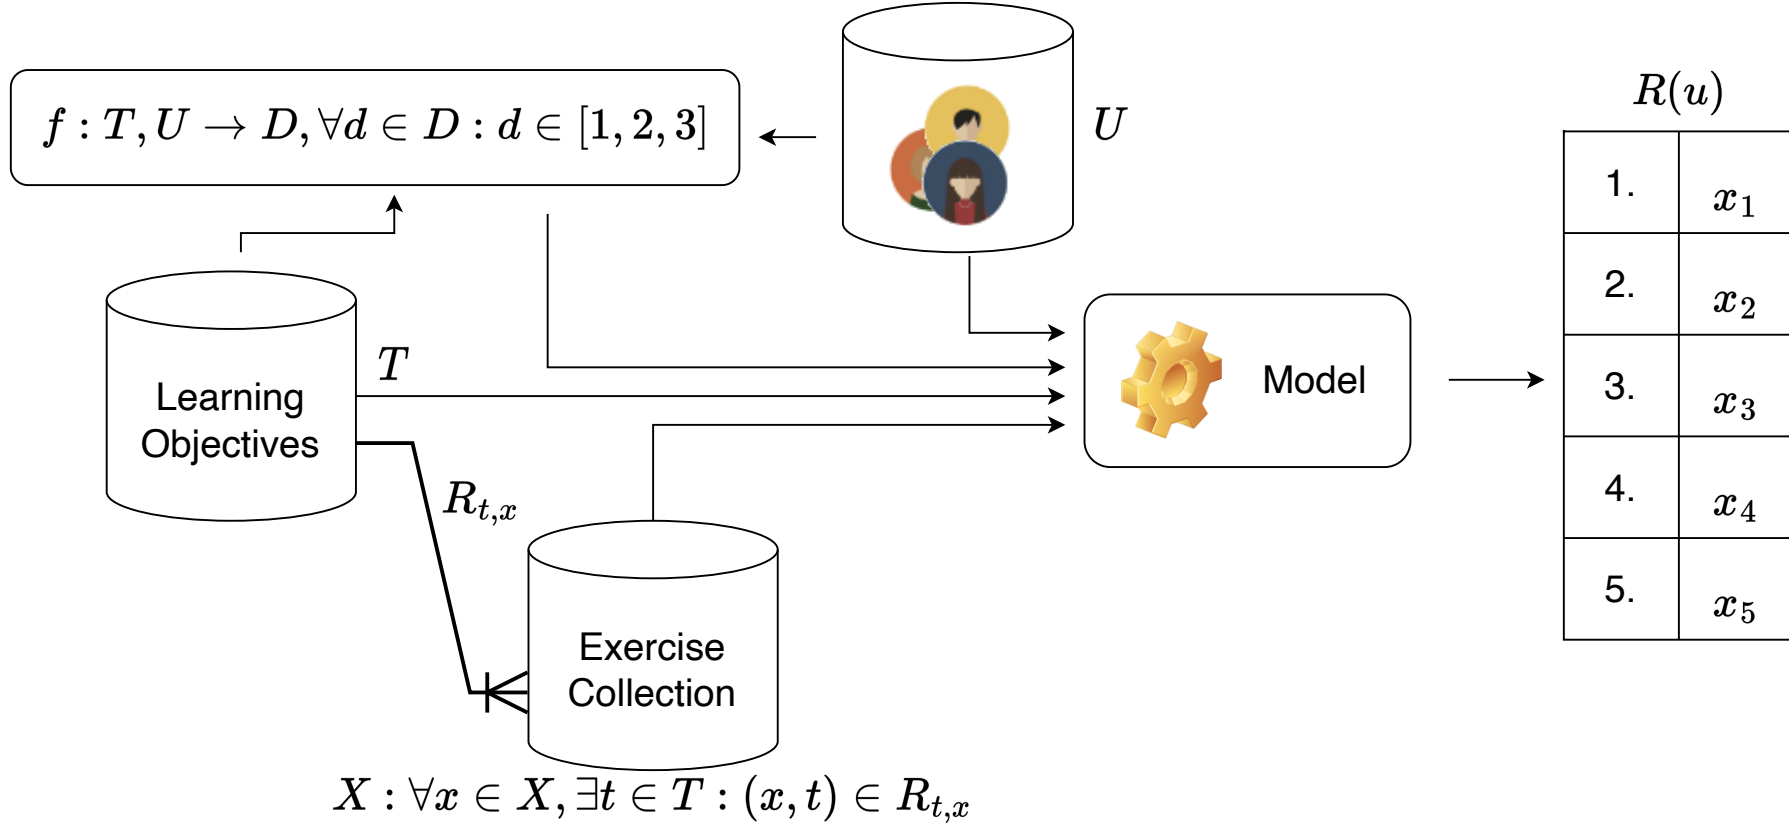 f : T, U → D, ∀d ∈ D : d ∈ [1, 2, 3]
U
R(u)
1. x₁
2. x₂
3. x₃
4. x₄
5. x₅
T
Learning
Objectives
Model
R_{t,x}
Exercise
Collection
X : ∀x ∈ X, ∃t ∈ T : (x, t) ∈ R_{t,x}